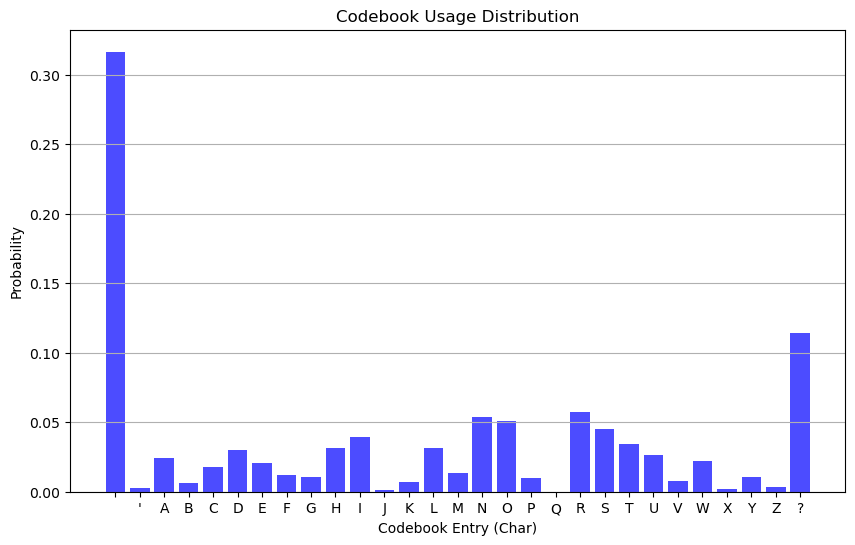 Codebook Usage Distribution
Probability
0.30
0.25
0.20
0.15
0.10
0.05
0.00
' A B C D E F G H I J K L M N O P Q R S T U V W X Y Z ?
Codebook Entry (Char)